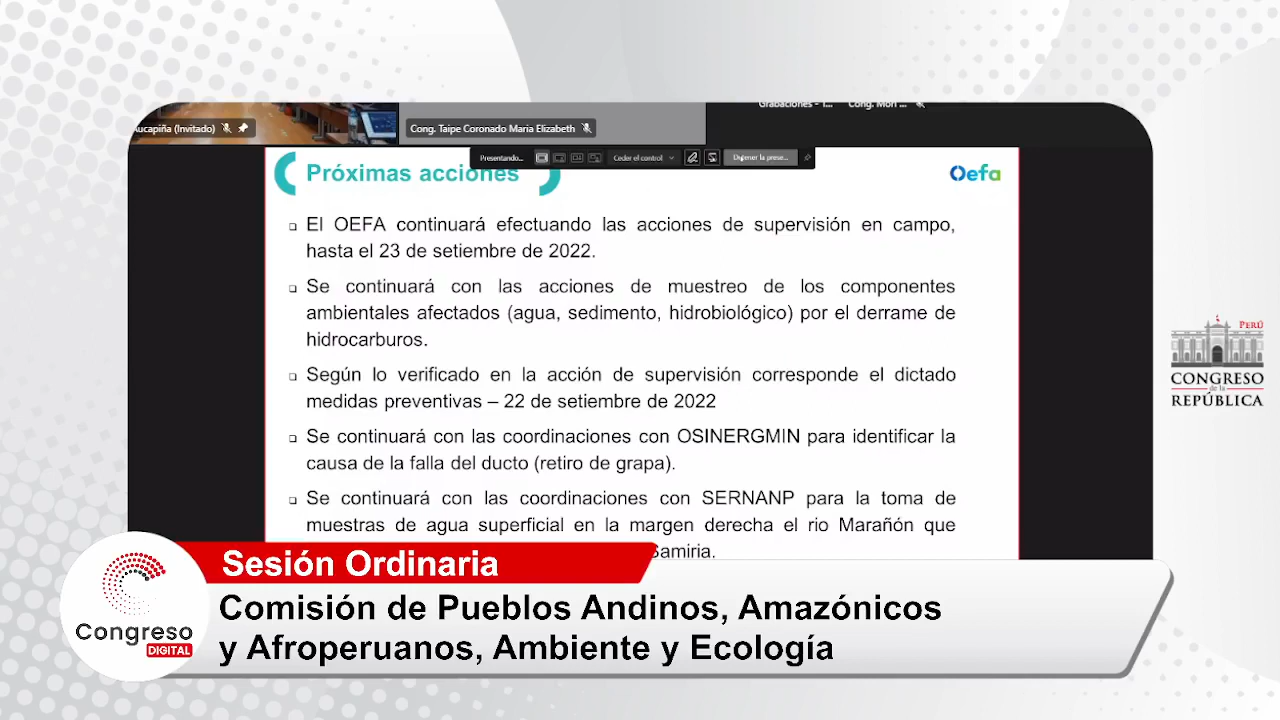 ucapiña (Invitado)
Cong. Taipe Coronado Maria Elizabeth
Grabaciones -
Cong. Mori ...
Presentando...
Ceder el control
Detener la prese...
Próximas acciones
Oefa
El OEFA continuará efectuando las acciones de supervisión en campo,
hasta el 23 de setiembre de 2022.
Se continuará con las acciones de muestreo de los componentes
ambientales afectados (agua, sedimento, hidrobiológico) por el derrame de
hidrocarburos.
Según lo verificado en la acción de supervisión corresponde el dictado
medidas preventivas – 22 de setiembre de 2022
Se continuará con las coordinaciones con OSINERGMIN para identificar la
causa de la falla del ducto (retiro de grapa).
Se continuará con las coordinaciones con SERNANP para la toma de
muestras de agua superficial en la margen derecha el rio Marañón que
Samiria.
PERÚ
CONGRESO
de la
REPÚBLICA
Sesión Ordinaria
Comisión de Pueblos Andinos, Amazónicos
y Afroperuanos, Ambiente y Ecología
Congreso
DIGITAL